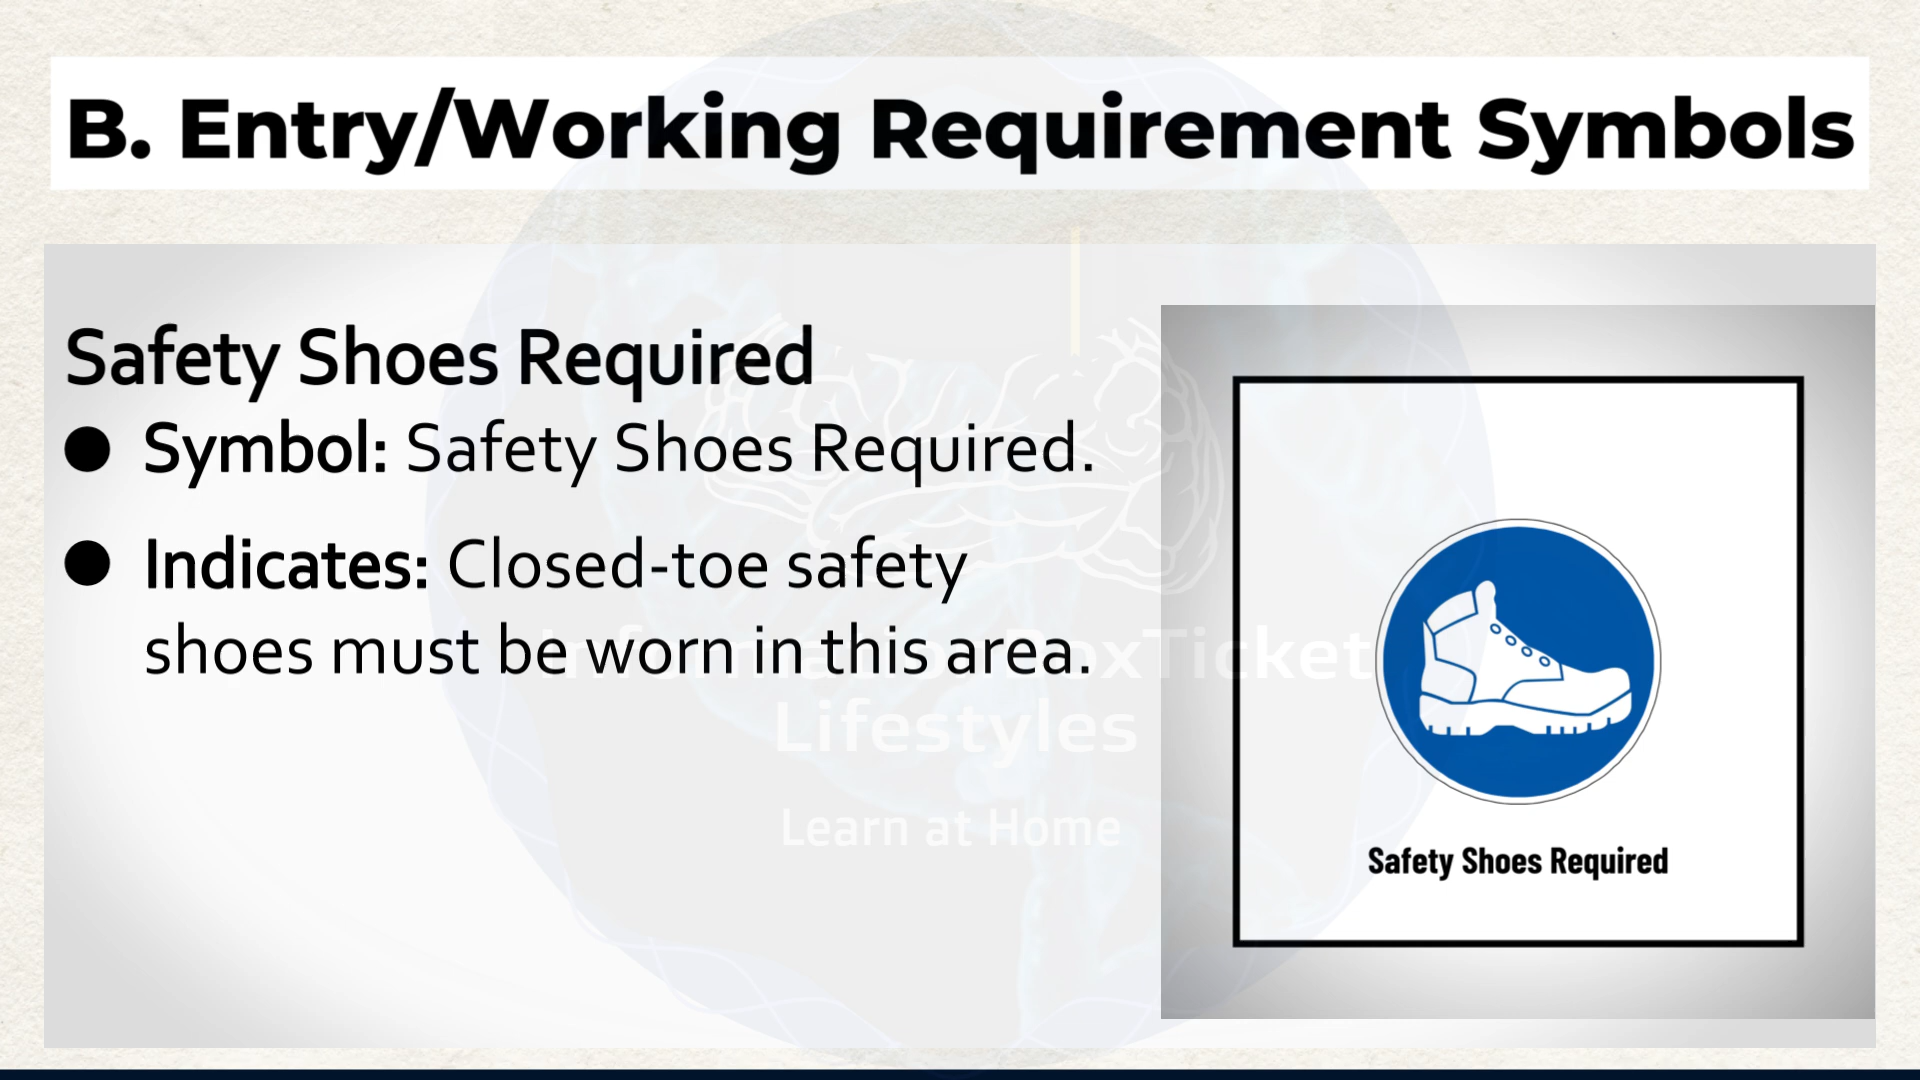 B. Entry/Working Requirement Symbols
Safety Shoes Required
● Symbol: Safety Shoes Required.
● Indicates: Closed-toe safety
shoes must be worn in this area.
Safety Shoes Required
Lifestyles
Learn at Home